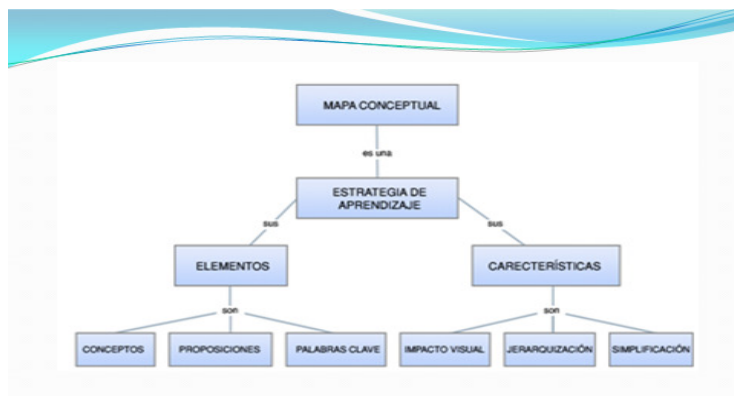 MAPA CONCEPTUAL
es una
ESTRATEGIA DE
APRENDIZAJE
sus
sus
ELEMENTOS
CARECTERÍSTICAS
son
son
CONCEPTOS
PROPOSICIONES
PALABRAS CLAVE
IMPACTO VISUAL
JERARQUIZACIÓN
SIMPLIFICACIÓN